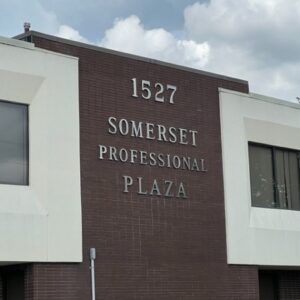 1527
SOMERSET
PROFESSIONAL
PLAZA